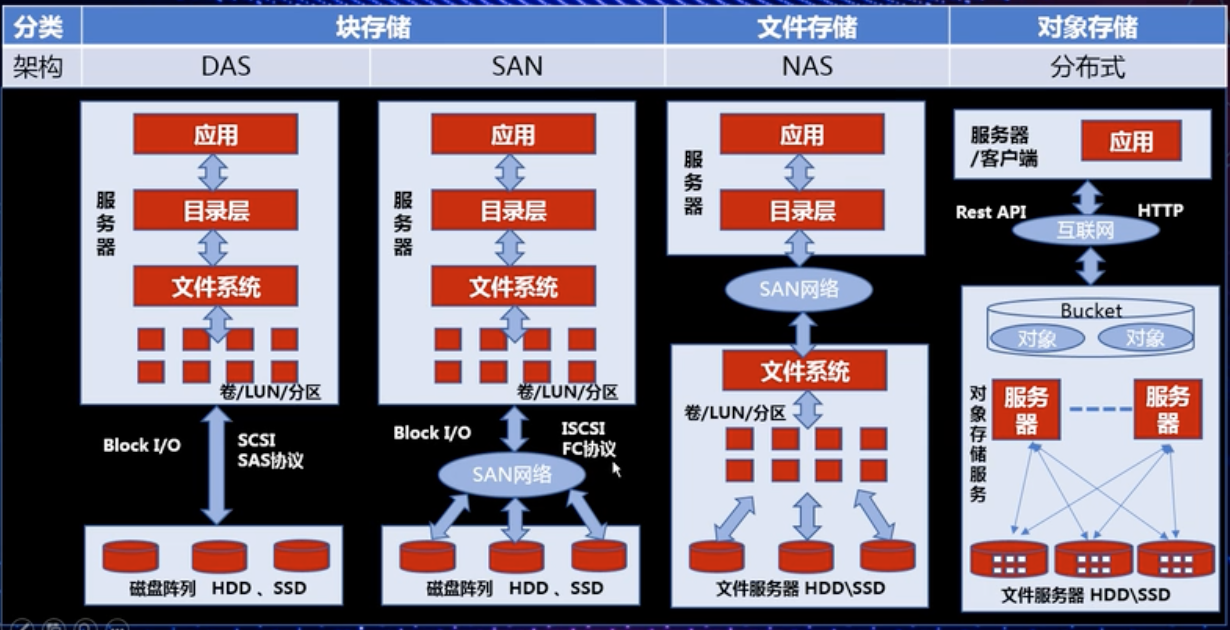 分类
块存储
文件存储
对象存储
架构
DAS
SAN
NAS
分布式
服务器
应用
目录层
文件系统
卷/LUN/分区
Block I/O
SCSI
SAS协议
磁盘阵列 HDD 、SSD
服务器
应用
目录层
文件系统
卷/LUN/分区
Block I/O
ISCSI
FC协议
SAN网络
磁盘阵列 HDD 、SSD
服务器
应用
目录层
SAN网络
文件系统
卷/LUN/分区
文件服务器 HDD\SSD
服务器
/客户端
应用
Rest API
HTTP
互联网
Bucket
对象
对象
对象存储服务
服务
器
服务
器
文件服务器 HDD\SSD